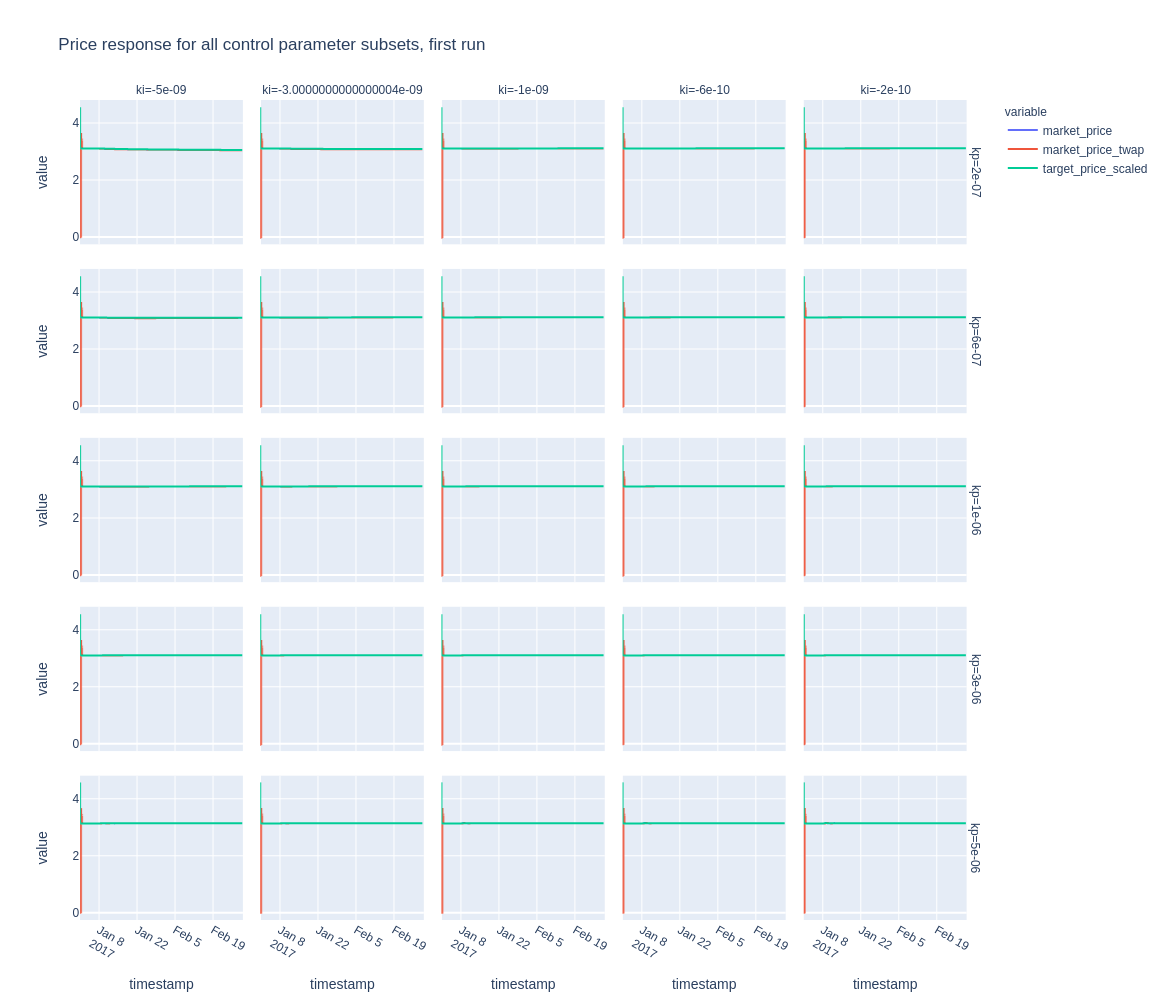 Price response for all control parameter subsets, first run
ki=-5e-09
ki=-3.0000000000000004e-09
ki=-1e-09
ki=-6e-10
ki=-2e-10
variable
market_price
market_price_twap
target_price_scaled
value
4
2
0
kp=2e-07
value
4
2
0
kp=6e-07
value
4
2
0
kp=1e-06
value
4
2
0
kp=3e-06
value
4
2
0
kp=5e-06
Jan 8
2017
Jan 22
Feb 5
Feb 19
Jan 8
2017
Jan 22
Feb 5
Feb 19
Jan 8
2017
Jan 22
Feb 5
Feb 19
Jan 8
2017
Jan 22
Feb 5
Feb 19
Jan 8
2017
Jan 22
Feb 5
Feb 19
timestamp
timestamp
timestamp
timestamp
timestamp